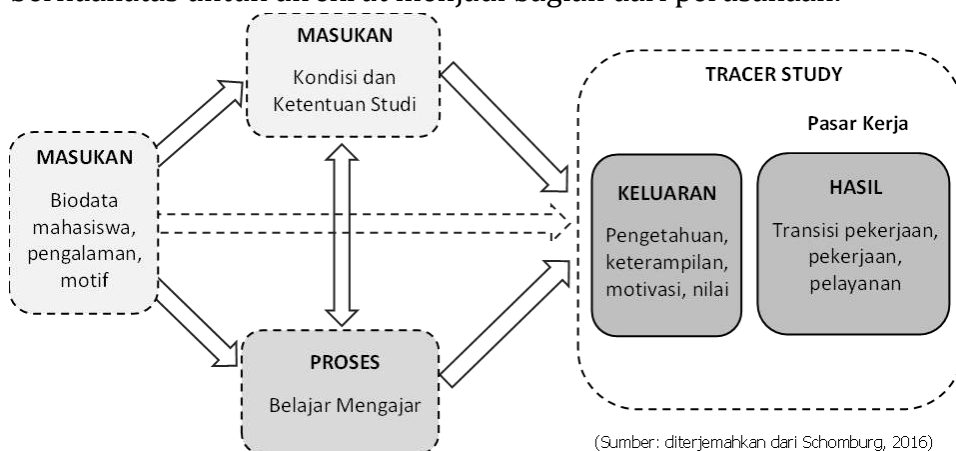 MASUKAN
Kondisi dan
Ketentuan Studi
TRACER STUDY
Pasar Kerja
MASUKAN
Biodata
mahasiswa,
pengalaman,
motif
KELUARAN
Pengetahuan,
keterampilan,
motivasi, nilai
HASIL
Transisi pekerjaan,
pekerjaan,
pelayanan
PROSES
Belajar Mengajar
(Sumber: diterjemahkan dari Schomburg, 2016)